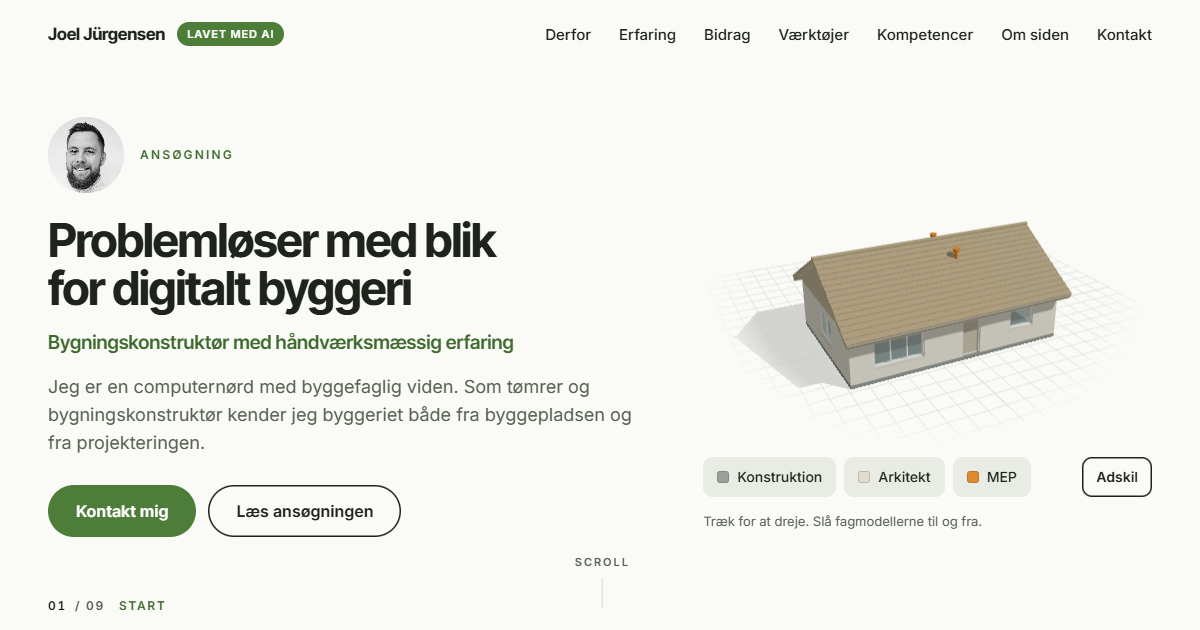 Joel Jürgensen
LAVET MED AI
Derfor
Erfaring
Bidrag
Værktøjer
Kompetencer
Om siden
Kontakt
ANSØGNING
Problemløser med blik
for digitalt byggeri
Bygningskonstruktør med håndværksmæssig erfaring
Jeg er en computernørd med byggefaglig viden. Som tømrer og
bygningskonstruktør kender jeg byggeriet både fra byggepladsen og
fra projekteringen.
Kontakt mig
Læs ansøgningen
Konstruktion
Arkitekt
MEP
Adskil
Træk for at dreje. Slå fagmodellerne til og fra.
SCROLL
01 / 09 START